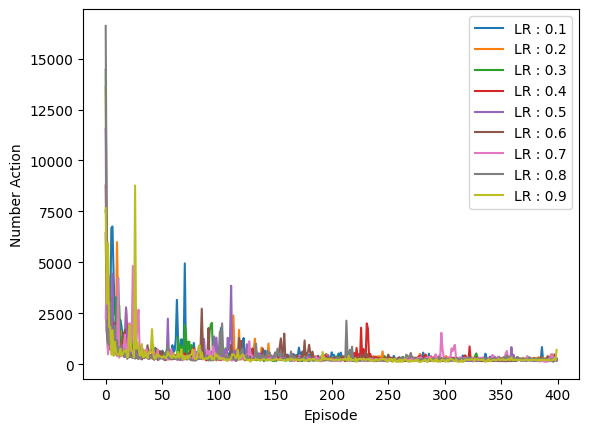 LR : 0.1
LR : 0.2
LR : 0.3
LR : 0.4
LR : 0.5
LR : 0.6
LR : 0.7
LR : 0.8
LR : 0.9
Number Action
15000
12500
10000
7500
5000
2500
0
0 50 100 150 200 250 300 350 400
Episode